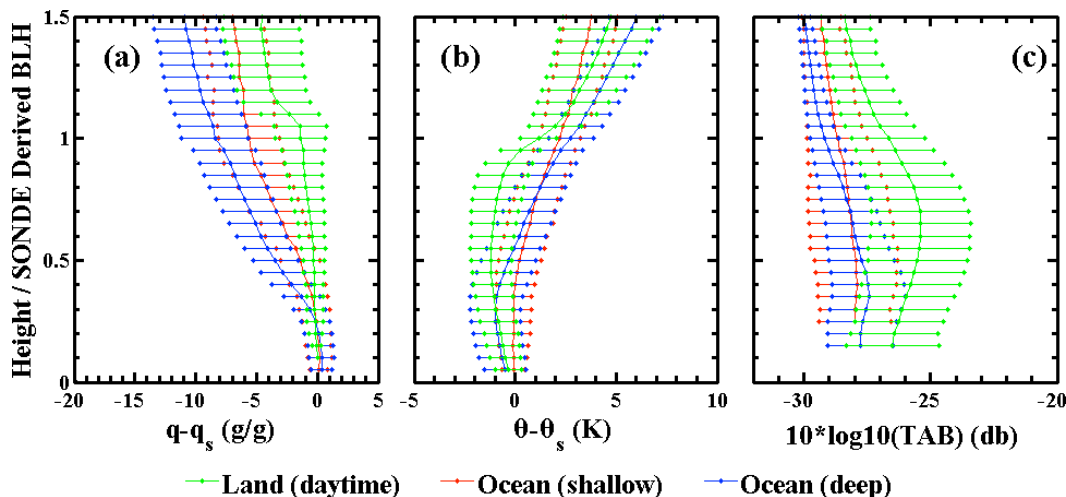 Height / SONDE Derived BLH
1.5
1
0.5
0
(a)
(b)
(c)
-20 -15 -10 -5 0 5
-5 0 5 10
-30 -25 -20
q-qs (g/g)
θ-θs (K)
10*log10(TAB) (db)
Land (daytime) Ocean (shallow) Ocean (deep)